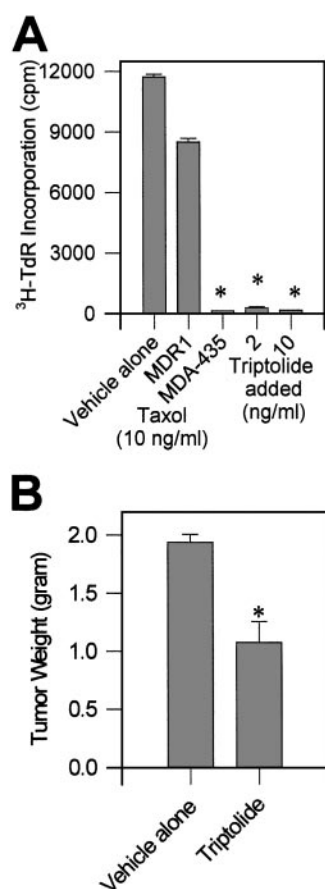 A
³H-TdR Incorporation (cpm)
12000
9000
6000
3000
0
*
*
*
Vehicle alone
MDR1
MDA-435
2
10
Taxol
(10 ng/ml)
Triptolide
added
(ng/ml)
B
Tumor Weight (gram)
2.0
1.5
1.0
0.5
0.0
*
Vehicle alone
Triptolide